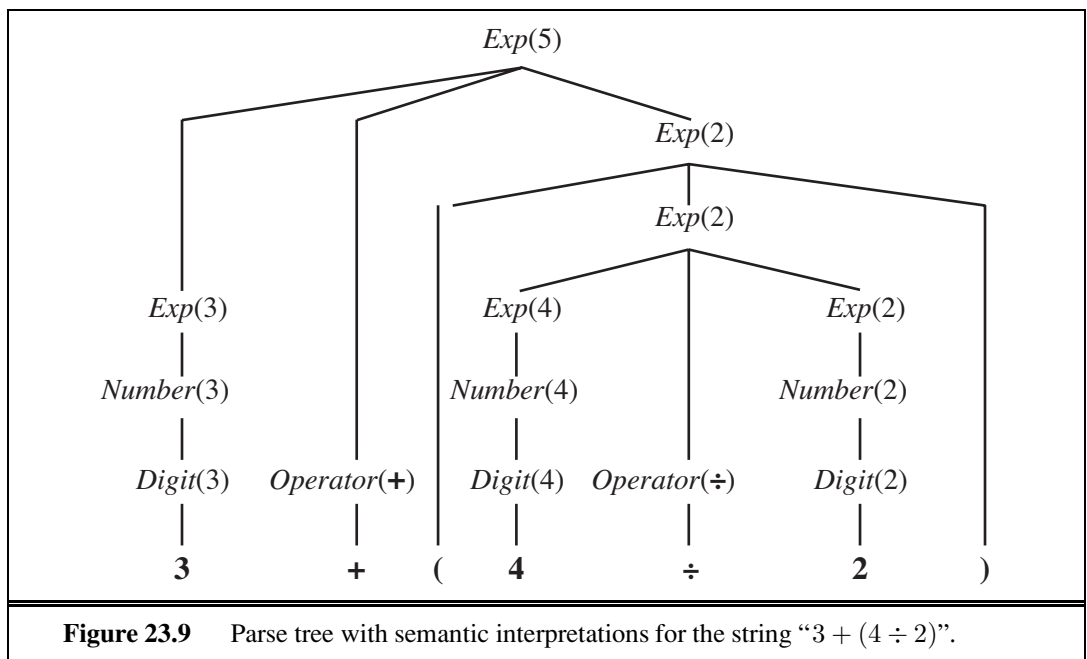 Exp(5)
Exp(2)
Exp(2)
Exp(3) Exp(4) Exp(2)
Number(3) Number(4) Number(2)
Digit(3) Operator(+) Digit(4) Operator(÷) Digit(2)
3 + ( 4 ÷ 2 )
Figure 23.9 Parse tree with semantic interpretations for the string “3 + (4 ÷ 2)”.